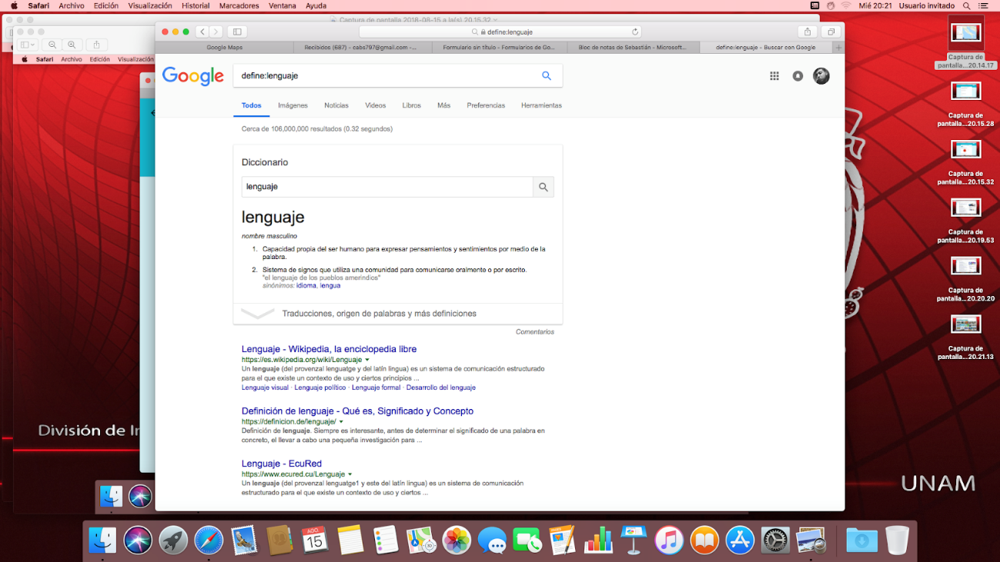 Safari Archivo Edición Visualización Historial Marcadores Ventana Ayuda
Mié 20:21 Usuario invitado
Captura de pantalla 2018-08-15 a la(s) 20.15.32
Safari Archivo Edición Visualización
define:lenguaje
Google Maps
Recibidos (687) - cabs797@gmail.com -...
Formulario sin título - Formularios de Go...
Bloc de notas de Sebastián - Microsoft...
define:lenguaje - Buscar con Google
Google
define:lenguaje
Todos Imágenes Noticias Videos Libros Más Preferencias Herramientas
Cerca de 106,000,000 resultados (0.32 segundos)
Diccionario
lenguaje
lenguaje
nombre masculino
1. Capacidad propia del ser humano para expresar pensamientos y sentimientos por medio de la
palabra.
2. Sistema de signos que utiliza una comunidad para comunicarse oralmente o por escrito.
"el lenguaje de los pueblos amerindios"
sinónimos: idioma, lengua
Traducciones, origen de palabras y más definiciones
Comentarios
Lenguaje - Wikipedia, la enciclopedia libre
https://es.wikipedia.org/wiki/Lenguaje
Un lenguaje (del provenzal lenguatge y del latín lingua) es un sistema de comunicación estructurado
para el que existe un contexto de uso y ciertos principios ...
Lenguaje visual · Lenguaje político · Lenguaje formal · Desarrollo del lenguaje
Definición de lenguaje - Qué es, Significado y Concepto
https://definicion.de/lenguaje/
Definición de lenguaje. Siempre es interesante, antes de determinar el significado de una palabra en
concreto, el llevar a cabo una pequeña investigación para ...
Lenguaje - EcuRed
https://www.ecured.cu/Lenguaje
Un lenguaje (del provenzal lenguatge1 y este del latín lingua) es un sistema de comunicación
estructurado para el que existe un contexto de uso y ciertos ...
Captura de
pantalla...20.14.17
Captura de
pantalla...20.15.28
Captura de
pantalla...20.15.32
Captura de
pantalla...20.19.53
Captura de
pantalla...20.20.20
Captura de
pantalla...20.21.13
División de In
UNAM
AGO
15